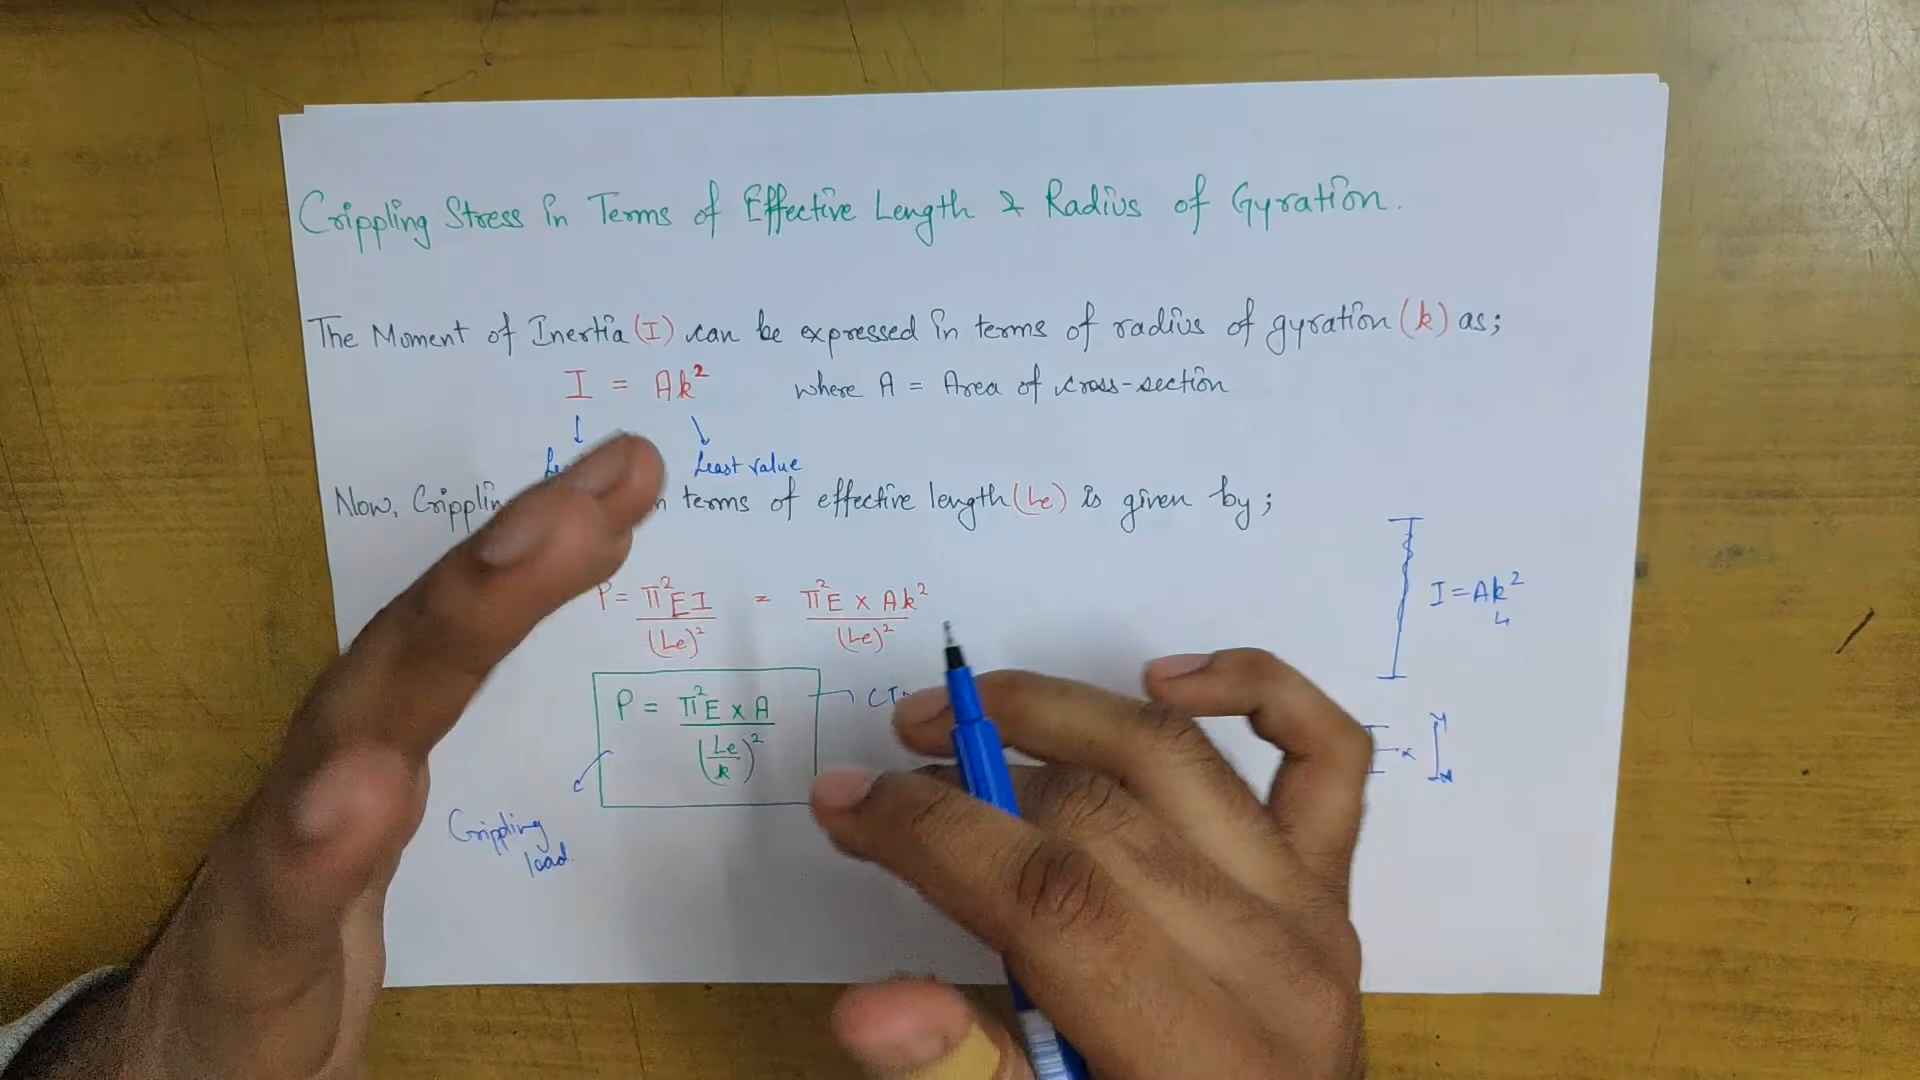 Crippling Stress in Terms of Effective Length & Radius of Gyration.
The Moment of Inertia (I) can be expressed in terms of radius of gyration (k) as;
I = Ak² where A = Area of cross-section
↓ ↘
Least value
Now, terms of effective length (Le) is given by;
P = π²EI / (Le)² = π²E × Ak² / (Le)²
I = Ak²
P = π²E × A / (Le/k)²
Crippling
load